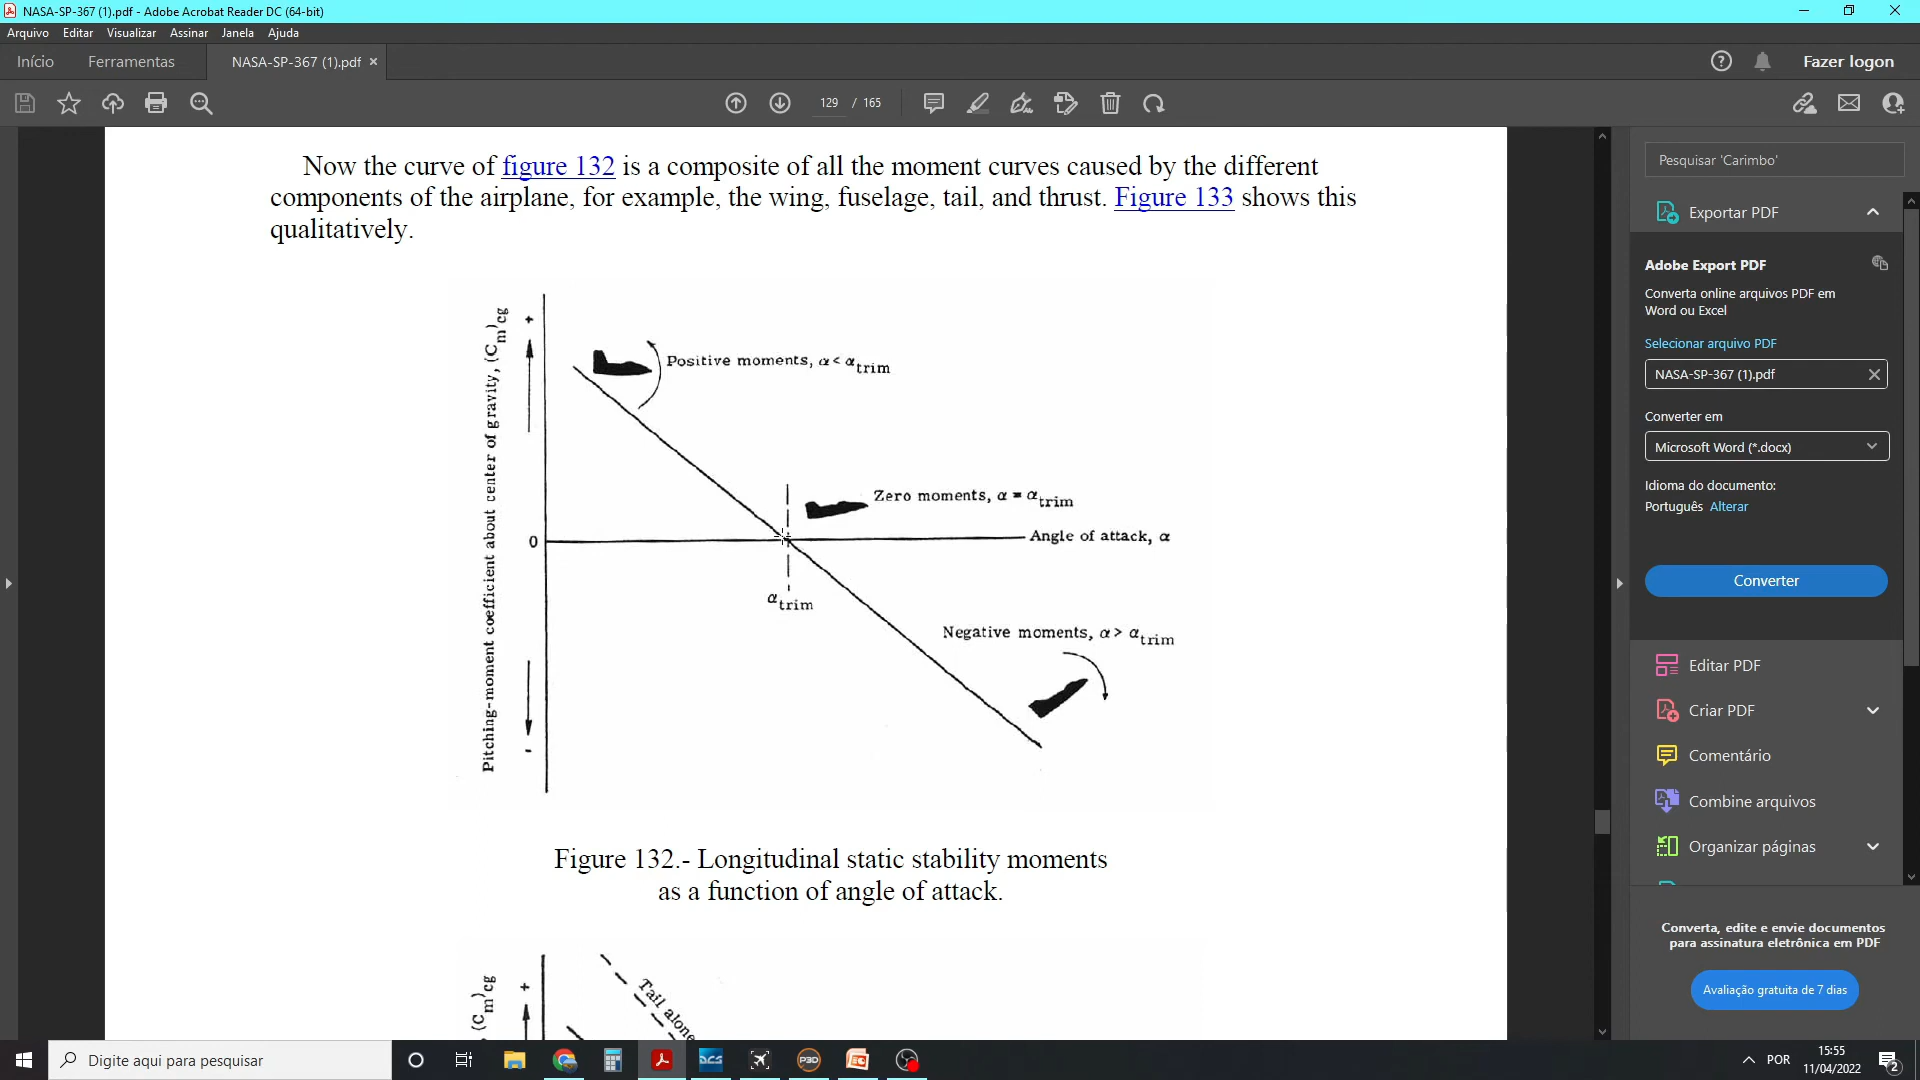 NASA-SP-367 (1).pdf - Adobe Acrobat Reader DC (64-bit)
Arquivo Editar Visualizar Assinar Janela Ajuda
Início Ferramentas NASA-SP-367 (1).pdf × Fazer logon
129 / 165
Now the curve of figure 132 is a composite of all the moment curves caused by the different
components of the airplane, for example, the wing, fuselage, tail, and thrust. Figure 133 shows this
qualitatively.
Pitching-moment coefficient about center of gravity, (Cm)cg
+
Positive moments, α < αtrim
Zero moments, α = αtrim
0
Angle of attack, α
αtrim
Negative moments, α > αtrim
-
Figure 132.- Longitudinal static stability moments
as a function of angle of attack.
(Cm)cg
+
Tail alone
Pesquisar 'Carimbo'
Exportar PDF
Adobe Export PDF
Converta online arquivos PDF em
Word ou Excel
Selecionar arquivo PDF
NASA-SP-367 (1).pdf
Converter em
Microsoft Word (*.docx)
Idioma do documento:
Português Alterar
Converter
Editar PDF
Criar PDF
Comentário
Combine arquivos
Organizar páginas
Converta, edite e envie documentos
para assinatura eletrônica em PDF
Avaliação gratuita de 7 dias
Digite aqui para pesquisar
DCS
P3D
POR
15:55
11/04/2022
2